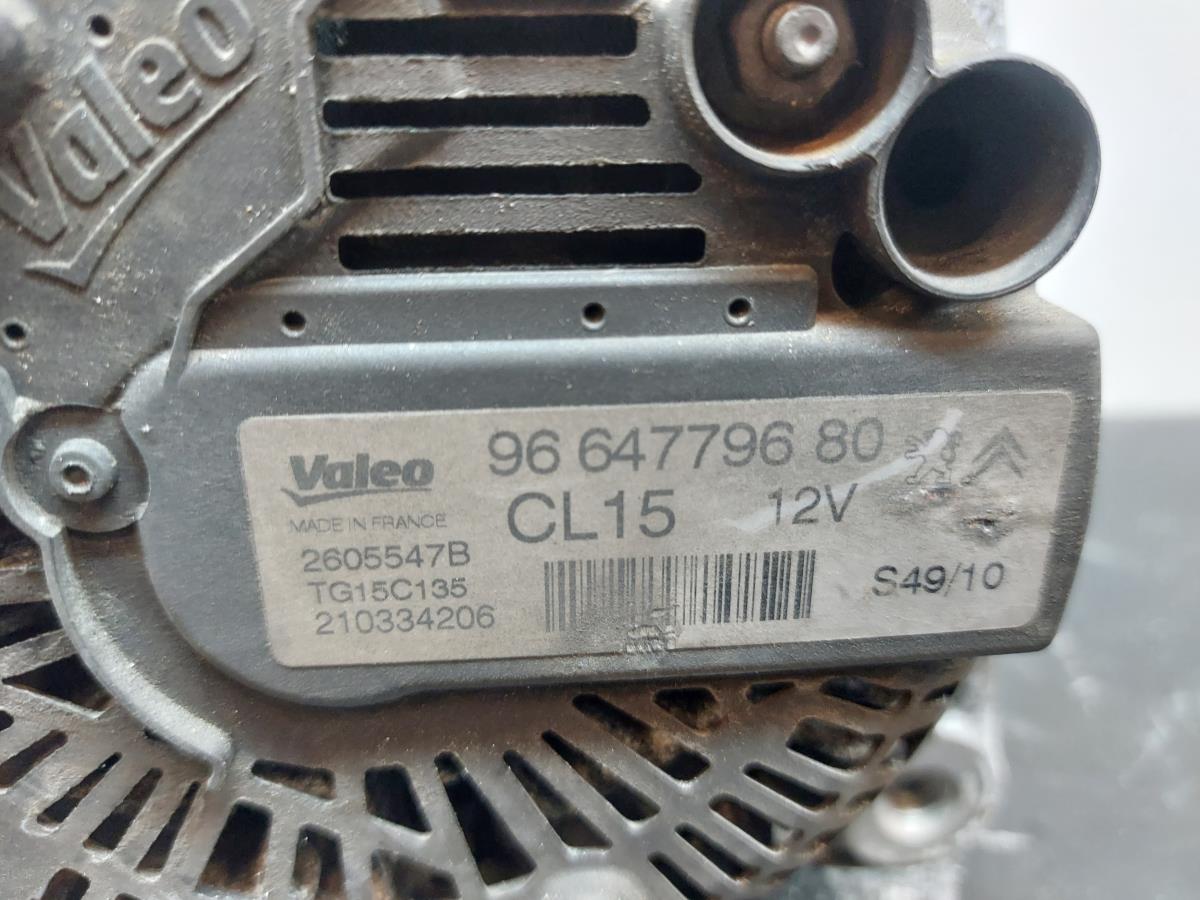 Valeo
Valeo
96 647796 80
MADE IN FRANCE
CL15
12V
2605547B
TG15C135
210334206
S49/10